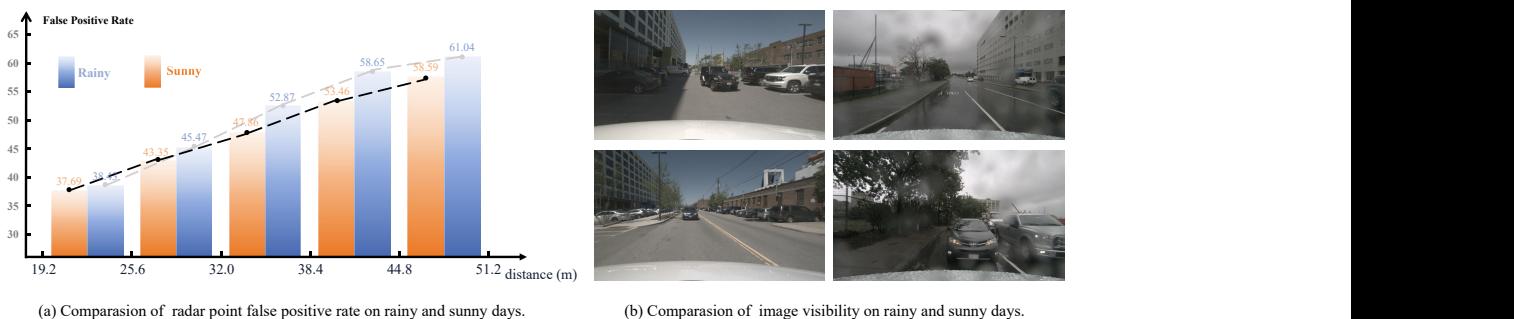 False Positive Rate
65
60
55
50
45
40
35
30
Rainy
Sunny
37.69
43.35
45.47
47.86
52.87
53.46
58.65
58.59
61.04
19.2 25.6 32.0 38.4 44.8 51.2 distance (m)
(a) Comparasion of radar point false positive rate on rainy and sunny days.
(b) Comparasion of image visibility on rainy and sunny days.